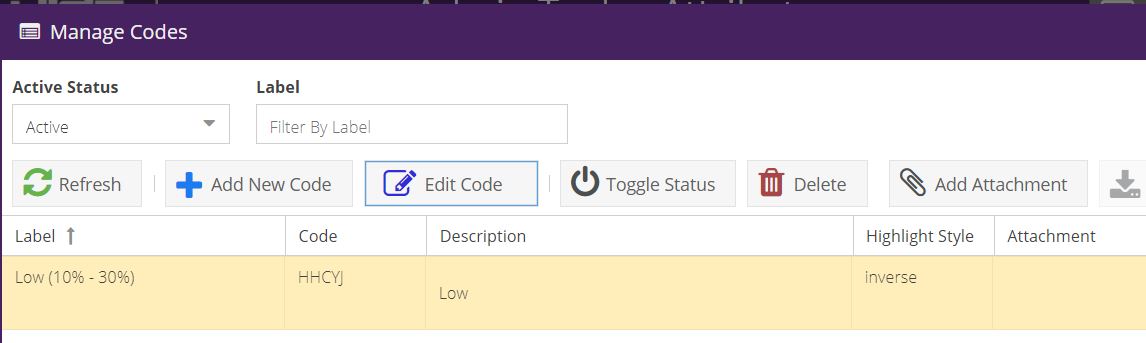 Manage Codes
Active Status Label
Active Filter By Label
Refresh Add New Code Edit Code Toggle Status Delete Add Attachment
Label Code Description Highlight Style Attachment
Low (10% - 30%) HHCYJ Low inverse